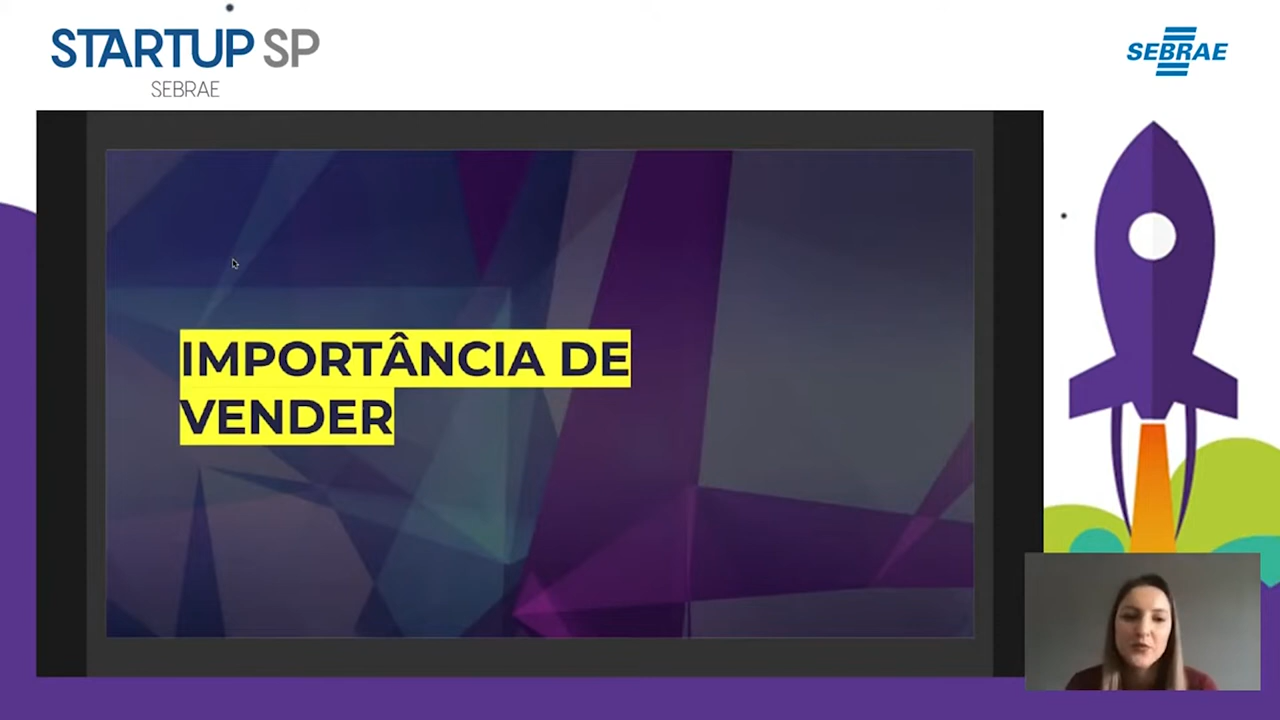 STARTUP SP
SEBRAE
SEBRAE
IMPORTÂNCIA DE
VENDER